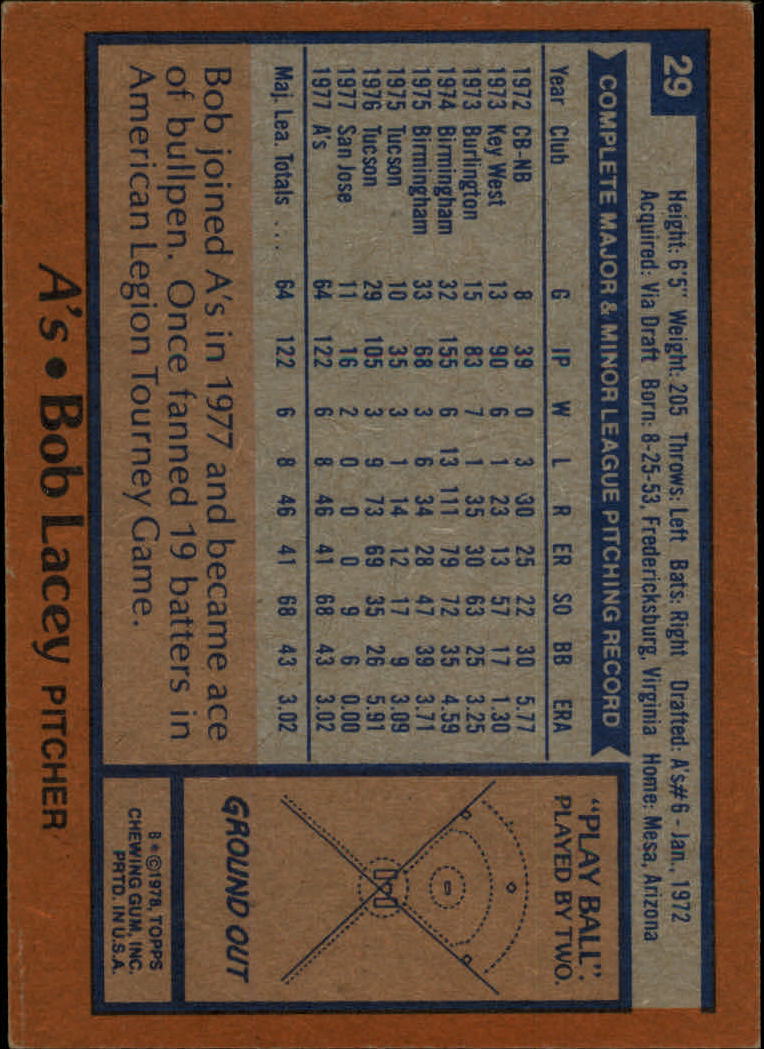 29
Height: 6'5" Weight: 205 Throws: Left Bats: Right Drafted: A's#6 - Jan., 1972
Acquired: Via Draft Born: 8-25-53, Fredericksburg, Virginia Home: Mesa, Arizona
COMPLETE MAJOR & MINOR LEAGUE PITCHING RECORD
Year Club G IP W L R ER SO BB ERA
1972 CB-NB 8 39 0 3 30 25 22 30 5.77
1973 Key West 13 90 6 1 23 13 57 17 1.30
1973 Burlington 15 83 7 1 35 30 63 25 3.25
1974 Birmingham 32 155 6 13 111 79 72 35 4.59
1975 Birmingham 33 68 3 6 34 28 47 39 3.71
1975 Tucson 10 35 3 1 14 12 17 9 3.09
1976 Tucson 29 105 3 9 73 69 35 26 5.91
1977 San Jose 11 16 2 0 0 0 9 6 0.00
1977 A's 64 122 6 8 46 41 68 43 3.02
Maj. Lea. Totals ... 64 122 6 8 46 41 68 43 3.02
Bob joined A's in 1977 and became ace
of bullpen. Once fanned 19 batters in
American Legion Tourney Game.
"PLAY BALL":
PLAYED BY TWO.
GROUND OUT
B*©1978, TOPPS
CHEWING GUM, INC.
PRTD. IN U.S.A.
A's • Bob Lacey PITCHER